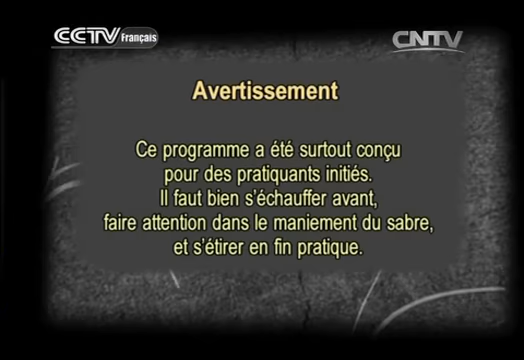 CCTV Français
CNTV
Avertissement
Ce programme a été surtout conçu
pour des pratiquants initiés.
Il faut bien s'échauffer avant,
faire attention dans le maniement du sabre,
et s'étirer en fin pratique.